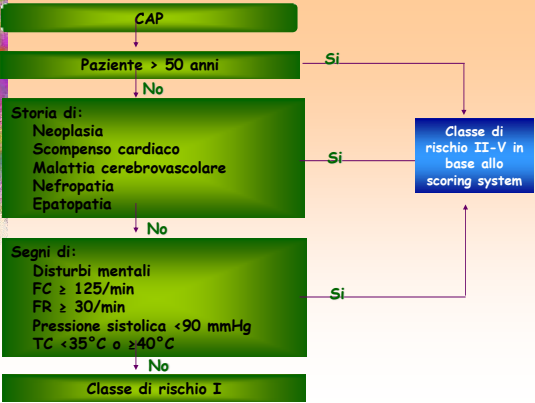 CAP
Paziente > 50 anni
Si
No
Storia di:
Neoplasia
Scompenso cardiaco
Malattia cerebrovascolare
Nefropatia
Epatopatia
Si
Classe di
rischio II-V in
base allo
scoring system
No
Segni di:
Disturbi mentali
FC ≥ 125/min
FR ≥ 30/min
Pressione sistolica <90 mmHg
TC <35°C o ≥40°C
Si
No
Classe di rischio I